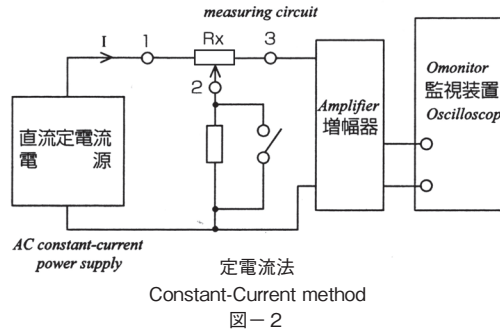 measuring circuit
I
1
Rx
3
2
直流定電流
電　源
AC constant-current
power supply
Amplifier
増幅器
Omonitor
監視装置
Oscilloscop
定電流法
Constant-Current method
図－2